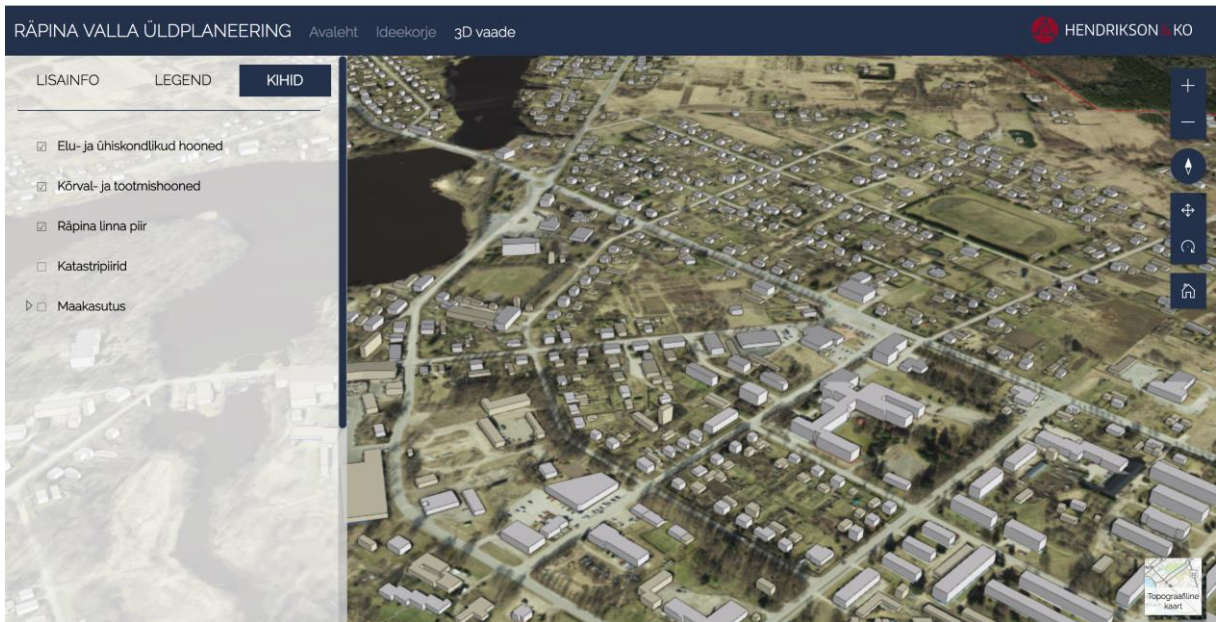 RÄPINA VALLA ÜLDPLANEERING Avaleht Ideekorje 3D vaade HENDRIKSON & KO
LISAINFO LEGEND KIHID
Elu- ja ühiskondlikud hooned
Kõrval- ja tootmishooned
Räpina linna piir
Katastripiirid
Maakasutus
Topograafiline
kaart